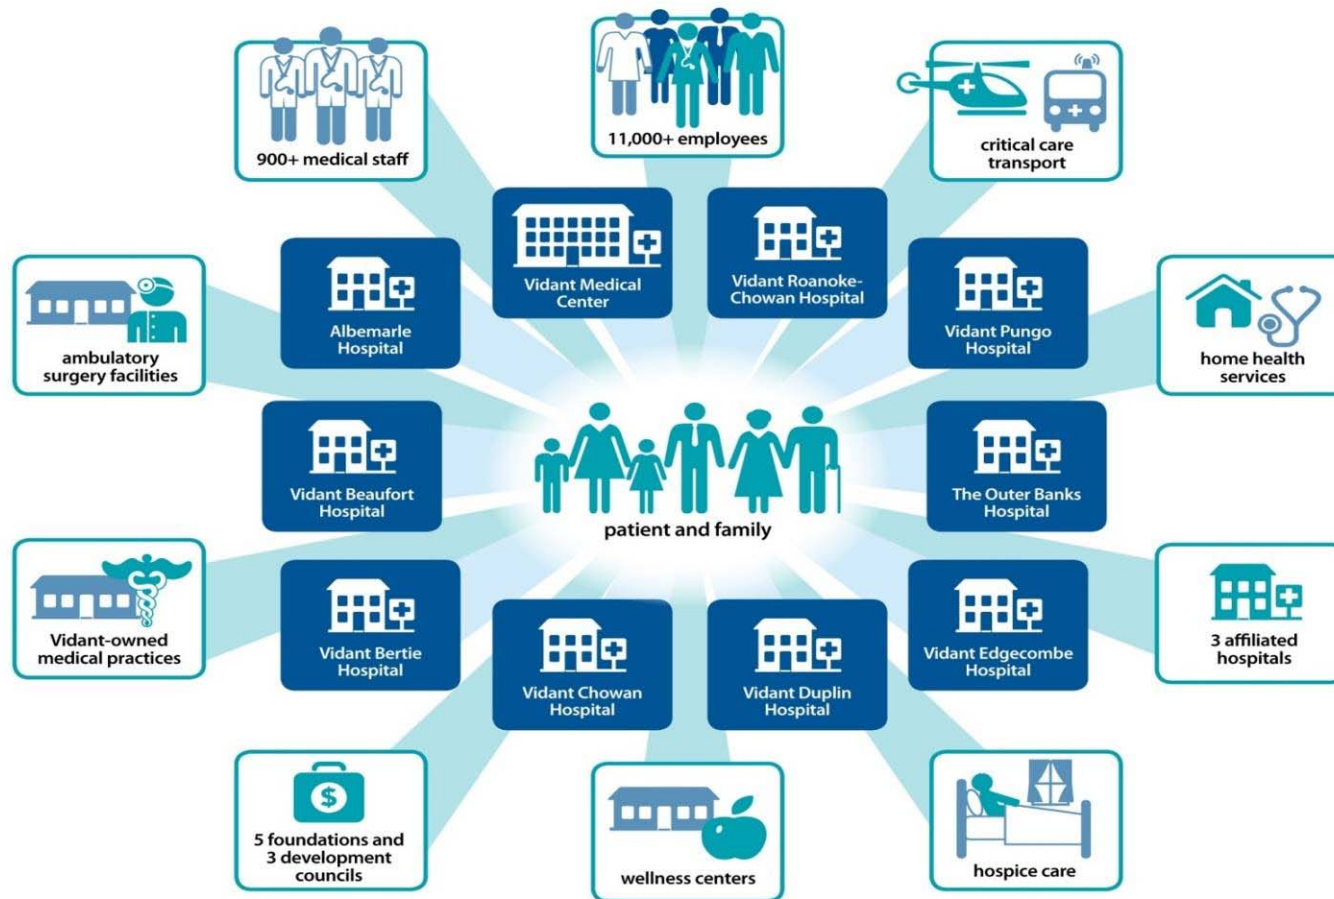 900+ medical staff
11,000+ employees
critical care
transport
Vidant Medical
Center
Vidant Roanoke-
Chowan Hospital
Albemarle
Hospital
Vidant Pungo
Hospital
ambulatory
surgery facilities
home health
services
Vidant Beaufort
Hospital
patient and family
The Outer Banks
Hospital
Vidant-owned
medical practices
Vidant Bertie
Hospital
Vidant Chowan
Hospital
Vidant Duplin
Hospital
Vidant Edgecombe
Hospital
3 affiliated
hospitals
$
5 foundations and
3 development
councils
wellness centers
hospice care